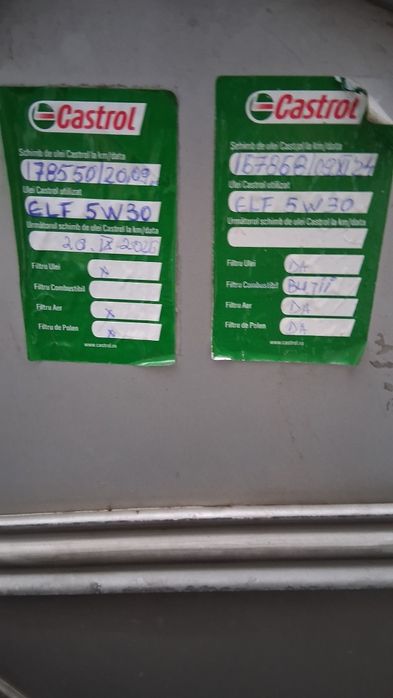 Castrol
Schimb de ulei Castrol la km/data
178550/20,09
Ulei Castrol utilizat
ELF 5W30
Următorul schimb de ulei Castrol la km/data
20.IX
Filtru Ulei x
Filtru Combustibil
Filtru Aer x
Filtru de Polen x
www.castrol.ro
Castrol
Schimb de ulei Castrol la km/data
167868/
Ulei Castrol utilizat
ELF 5W30
Următorul schimb de ulei Castrol la km/data
Filtru Ulei DA
Filtru Combustibil
Filtru Aer DA
Filtru de Polen DA
www.castrol.ro